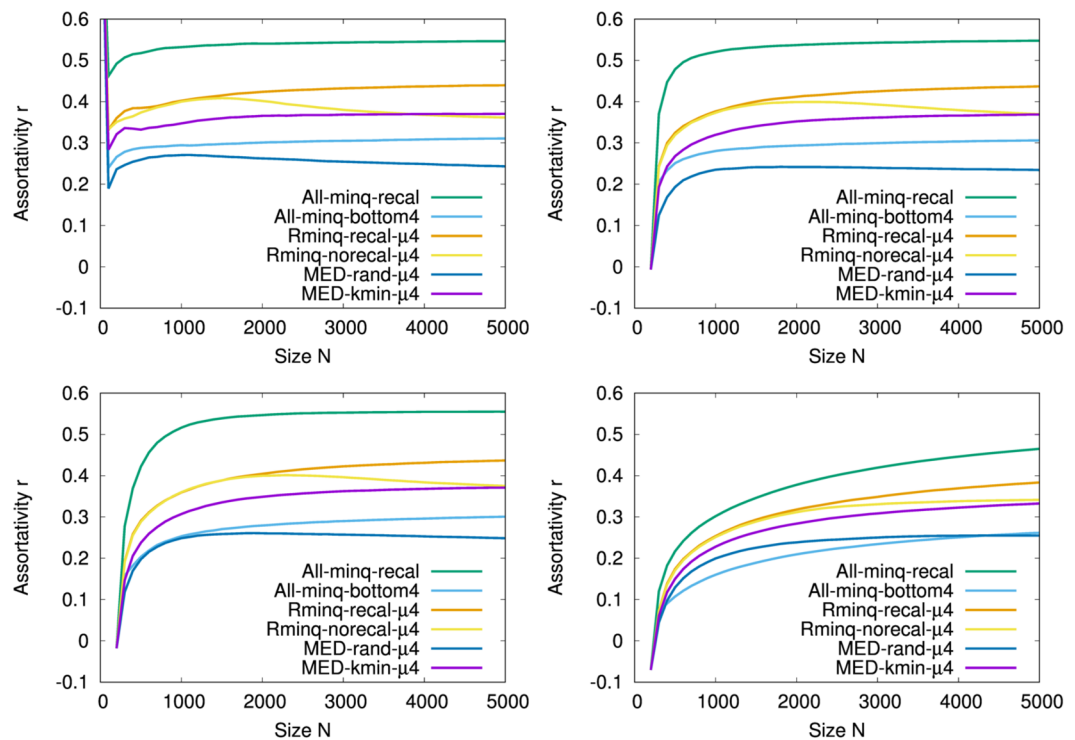 0.6
0.5
0.4
0.3
0.2
0.1
0
-0.1
Assortativity r
All-minq-recal
All-minq-bottom4
Rminq-recal-μ4
Rminq-norecal-μ4
MED-rand-μ4
MED-kmin-μ4
0 1000 2000 3000 4000 5000
Size N
0.6
0.5
0.4
0.3
0.2
0.1
0
-0.1
Assortativity r
All-minq-recal
All-minq-bottom4
Rminq-recal-μ4
Rminq-norecal-μ4
MED-rand-μ4
MED-kmin-μ4
0 1000 2000 3000 4000 5000
Size N
0.6
0.5
0.4
0.3
0.2
0.1
0
-0.1
Assortativity r
All-minq-recal
All-minq-bottom4
Rminq-recal-μ4
Rminq-norecal-μ4
MED-rand-μ4
MED-kmin-μ4
0 1000 2000 3000 4000 5000
Size N
0.6
0.5
0.4
0.3
0.2
0.1
0
-0.1
Assortativity r
All-minq-recal
All-minq-bottom4
Rminq-recal-μ4
Rminq-norecal-μ4
MED-rand-μ4
MED-kmin-μ4
0 1000 2000 3000 4000 5000
Size N